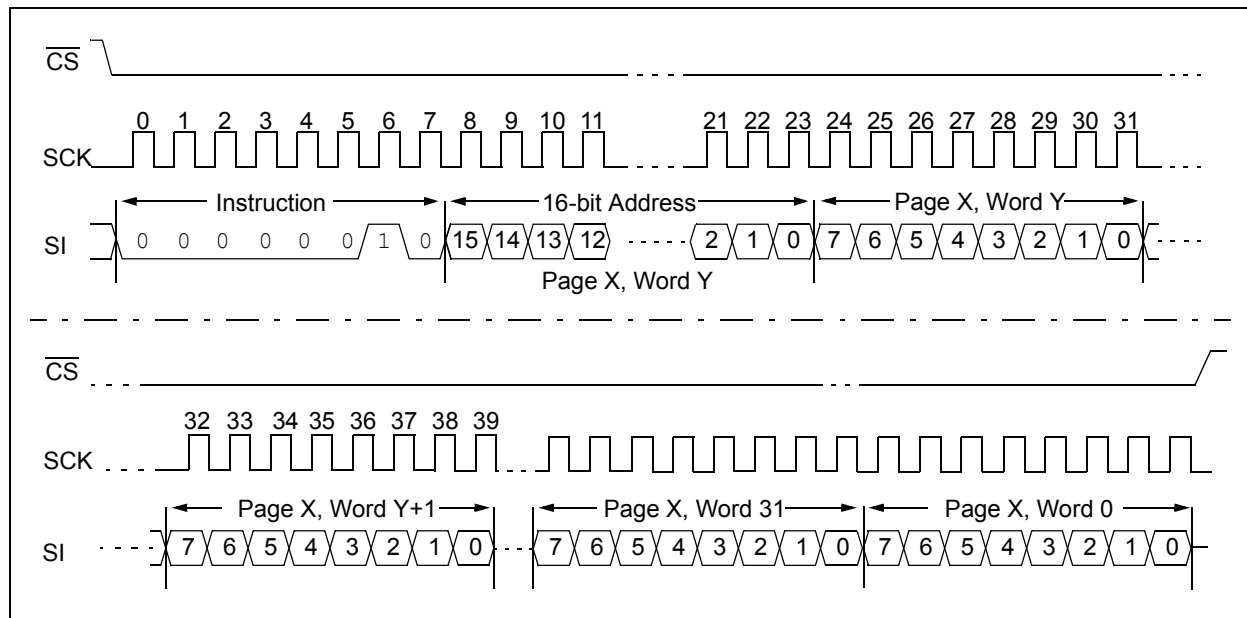 CS
0 1 2 3 4 5 6 7 8 9 10 11 21 22 23 24 25 26 27 28 29 30 31
SCK
Instruction 16-bit Address Page X, Word Y
SI 0 0 0 0 0 0 1 0 15 14 13 12 2 1 0 7 6 5 4 3 2 1 0
Page X, Word Y
CS
32 33 34 35 36 37 38 39
SCK
Page X, Word Y+1 Page X, Word 31 Page X, Word 0
SI 7 6 5 4 3 2 1 0 7 6 5 4 3 2 1 0 7 6 5 4 3 2 1 0